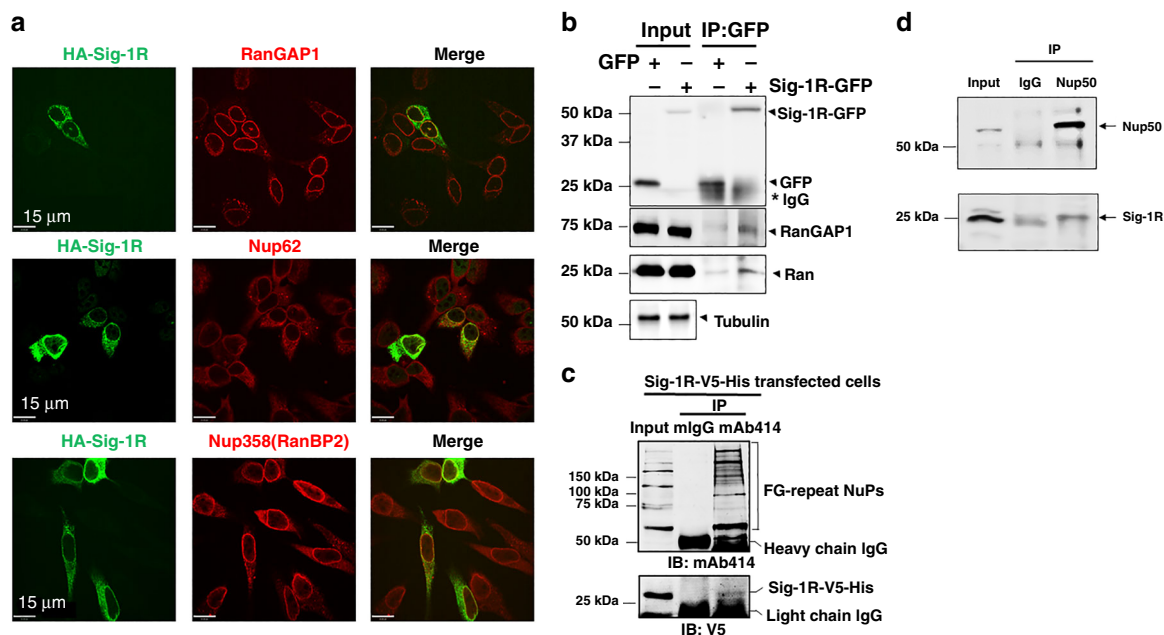 a
HA-Sig-1R RanGAP1 Merge
15 μm
HA-Sig-1R Nup62 Merge
15 μm
HA-Sig-1R Nup358(RanBP2) Merge
15 μm
b
Input IP:GFP
GFP + – + –
– + – + Sig-1R-GFP
50 kDa Sig-1R-GFP
37 kDa
25 kDa GFP
* IgG
75 kDa RanGAP1
25 kDa Ran
50 kDa Tubulin
c
Sig-1R-V5-His transfected cells
IP
Input mIgG mAb414
150 kDa
100 kDa FG-repeat NuPs
75 kDa
50 kDa Heavy chain IgG
IB: mAb414
Sig-1R-V5-His
25 kDa Light chain IgG
IB: V5
d
IP
Input IgG Nup50
Nup50
50 kDa
25 kDa Sig-1R